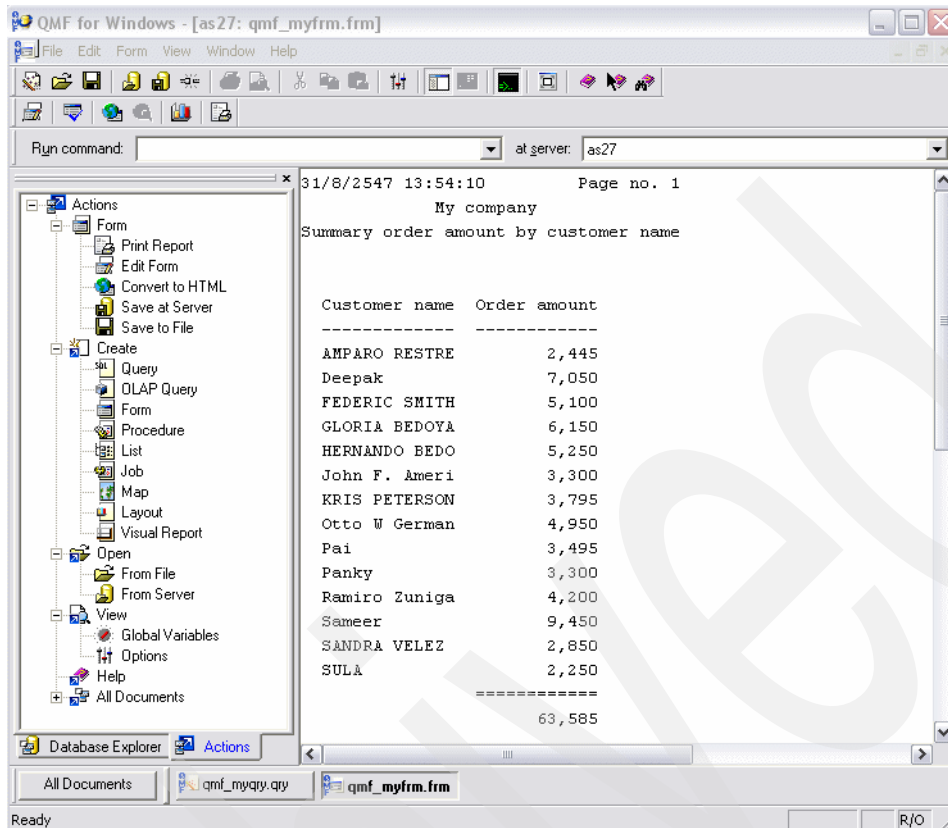 QMF for Windows - [as27: qmf_myfrm.frm]
File Edit Form View Window Help
Run command: at server: as27
Actions
Form
Print Report
Edit Form
Convert to HTML
Save at Server
Save to File
Create
SQL Query
OLAP Query
Form
Procedure
List
Job
Map
Layout
Visual Report
Open
From File
From Server
View
Global Variables
Options
Help
All Documents
Database Explorer Actions
31/8/2547 13:54:10 Page no. 1
My company
Summary order amount by customer name
Customer name Order amount
------------- ------------
AMPARO RESTRE 2,445
Deepak 7,050
FEDERIC SMITH 5,100
GLORIA BEDOYA 6,150
HERNANDO BEDO 5,250
John F. Ameri 3,300
KRIS PETERSON 3,795
Otto W German 4,950
Pai 3,495
Panky 3,300
Ramiro Zuniga 4,200
Sameer 9,450
SANDRA VELEZ 2,850
SULA 2,250
============
63,585
All Documents qmf_myqry.qry qmf_myfrm.frm
Ready R/O